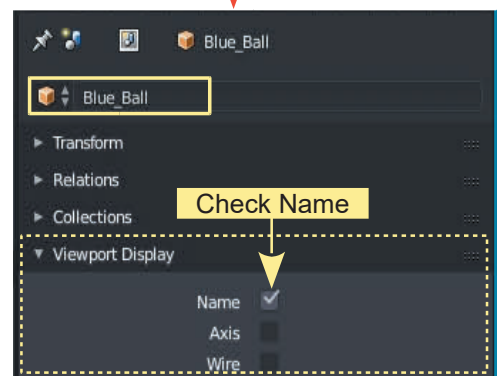 Blue_Ball
Blue_Ball
Transform
Relations
Collections
Check Name
Viewport Display
Name
Axis
Wire